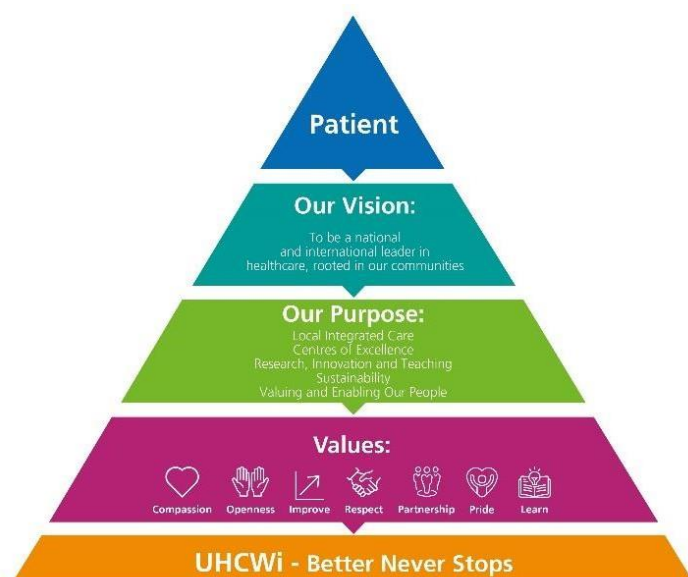 Patient
Our Vision:
To be a national
and international leader in
healthcare, rooted in our communities
Our Purpose:
Local Integrated Care
Centres of Excellence
Research, Innovation and Teaching
Sustainability
Valuing and Enabling Our People
Values:
Compassion Openness Improve Respect Partnership Pride Learn
UHCWi - Better Never Stops